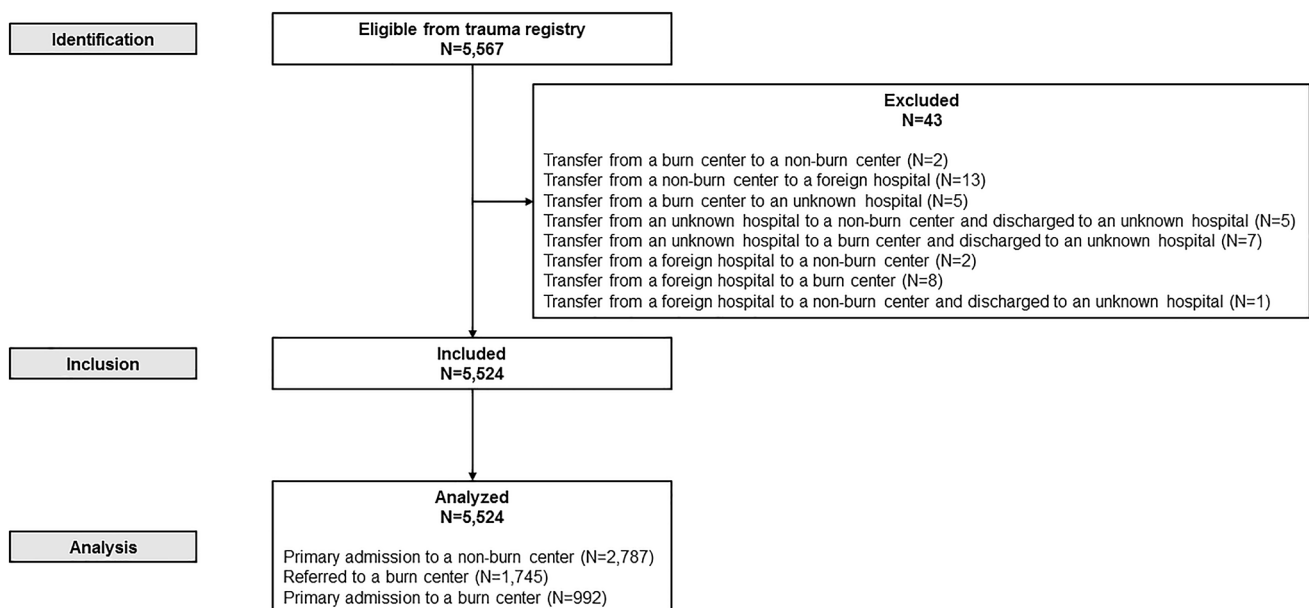 Identification
Eligible from trauma registry
N=5,567
Excluded
N=43
Transfer from a burn center to a non-burn center (N=2)
Transfer from a non-burn center to a foreign hospital (N=13)
Transfer from a burn center to an unknown hospital (N=5)
Transfer from an unknown hospital to a non-burn center and discharged to an unknown hospital (N=5)
Transfer from an unknown hospital to a burn center and discharged to an unknown hospital (N=7)
Transfer from a foreign hospital to a non-burn center (N=2)
Transfer from a foreign hospital to a burn center (N=8)
Transfer from a foreign hospital to a non-burn center and discharged to an unknown hospital (N=1)
Inclusion
Included
N=5,524
Analysis
Analyzed
N=5,524
Primary admission to a non-burn center (N=2,787)
Referred to a burn center (N=1,745)
Primary admission to a burn center (N=992)